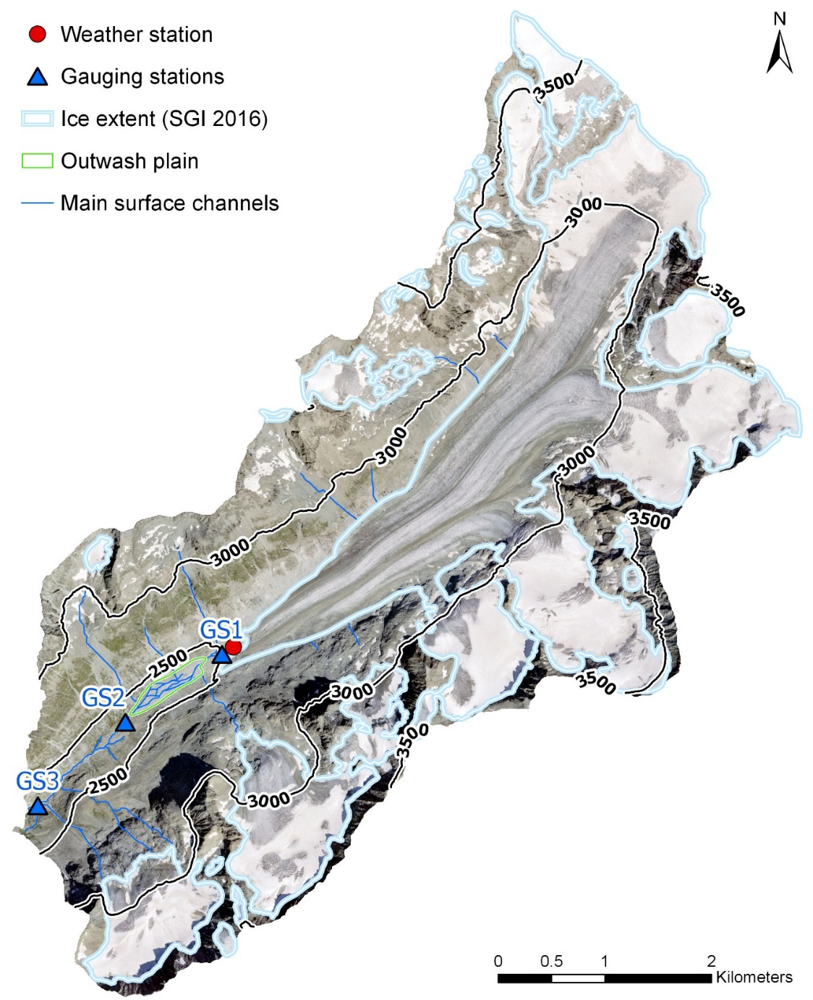 Weather station
Gauging stations
Ice extent (SGI 2016)
Outwash plain
Main surface channels
N
3500
3000
3500
3000
3000
3500
3000
GS1
2500
3500
3000
GS2
3500
2500
GS3
3000
0 0.5 1 2
Kilometers